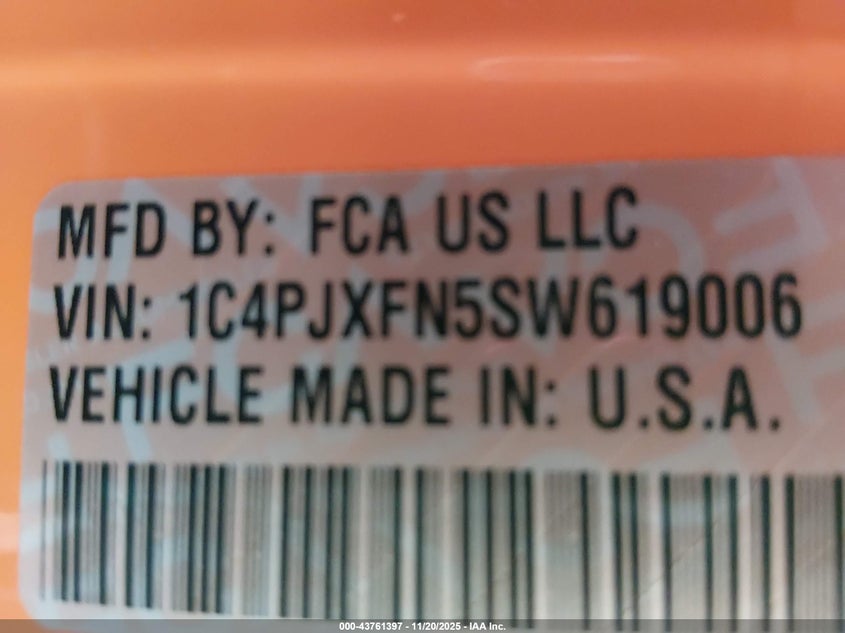 MFD BY: FCA US LLC
VIN: 1C4PJXFN5SW619006
VEHICLE MADE IN: U.S.A.
000-43761397 - 11/20/2025 - IAA Inc.